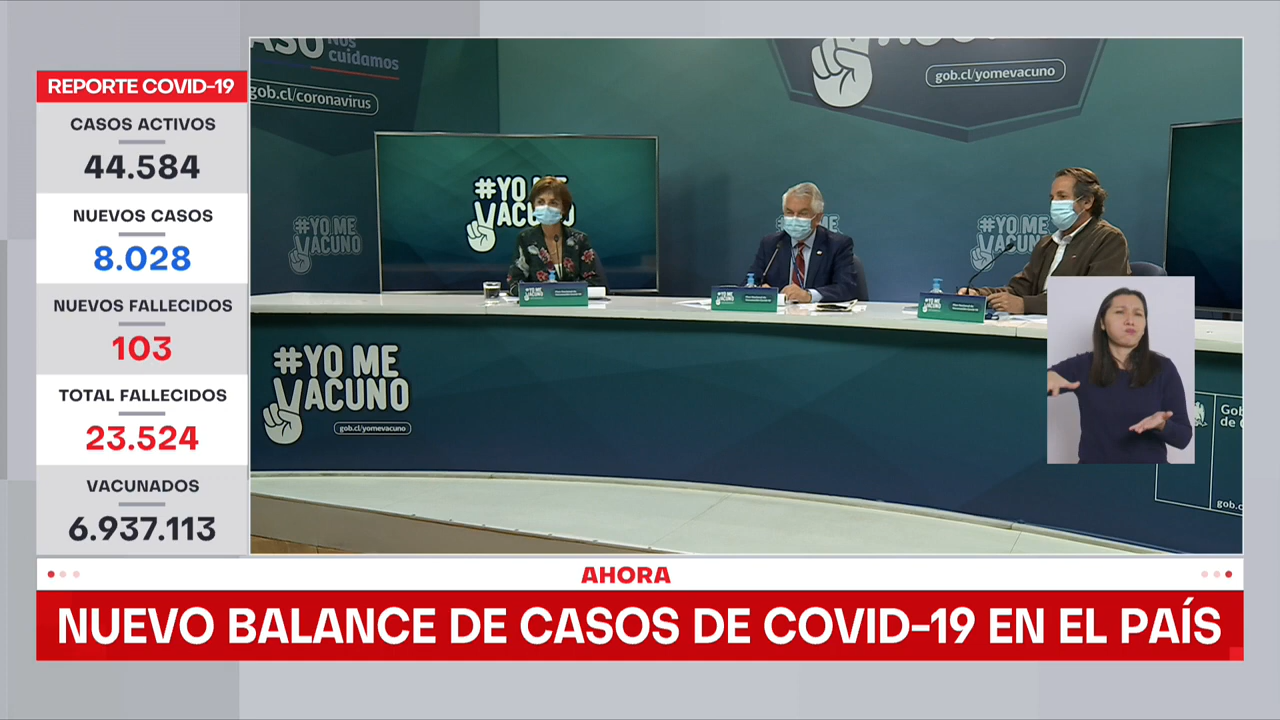 REPORTE COVID-19
CASOS ACTIVOS
44.584
NUEVOS CASOS
8.028
NUEVOS FALLECIDOS
103
TOTAL FALLECIDOS
23.524
VACUNADOS
6.937.113
Nos
cuidamos
gob.cl/coronavirus
gob.cl/yomevacuno
#YO ME
VACUNO
#YO ME
VACUNO
#YO ME
VACUNO
#YO ME
VACUNO
gob.cl/yomevacuno
AHORA
NUEVO BALANCE DE CASOS DE COVID-19 EN EL PAÍS